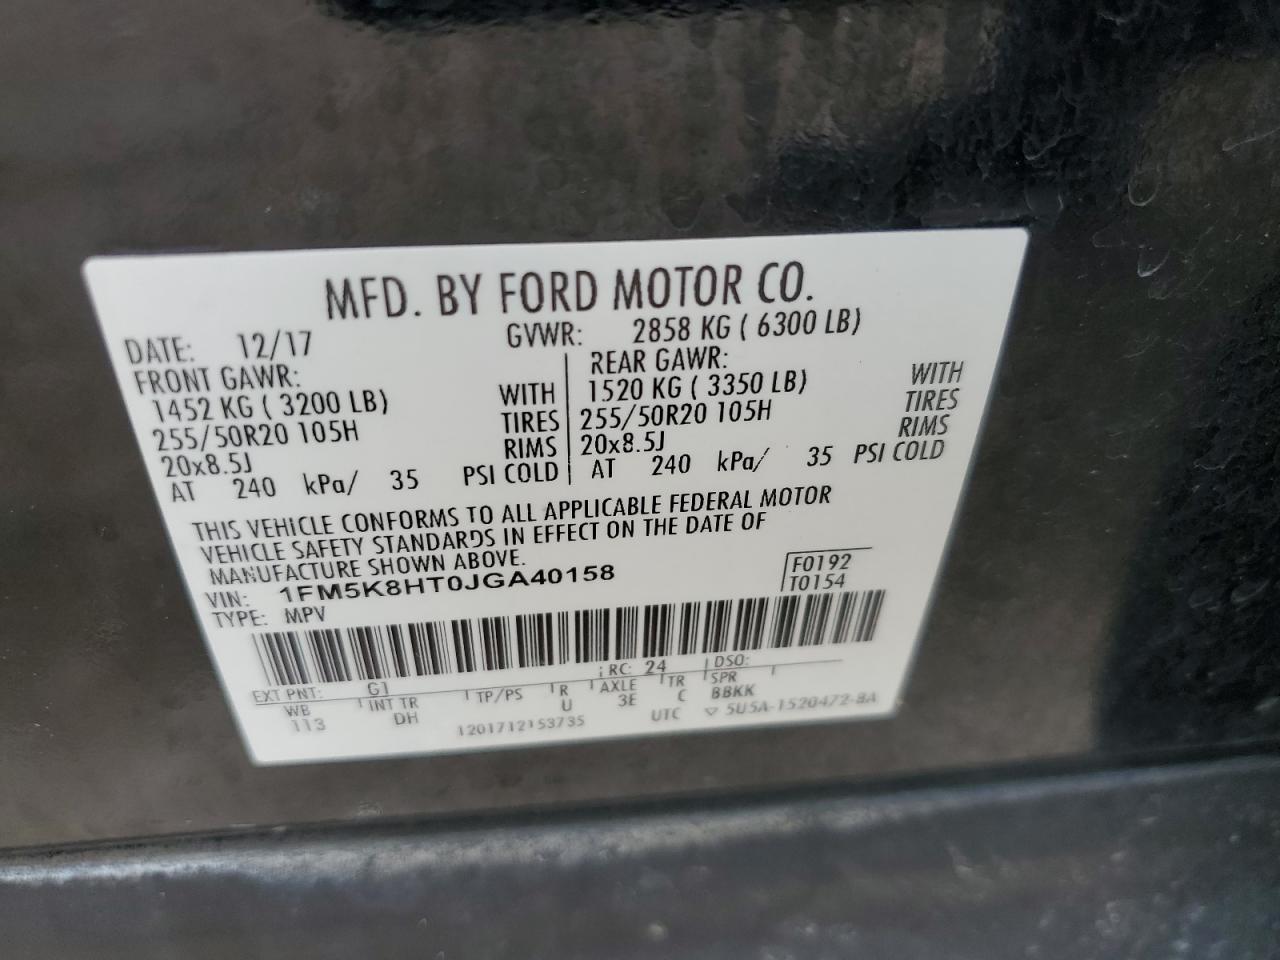 MFD. BY FORD MOTOR CO.
DATE: 12/17 GVWR: 2858 KG ( 6300 LB)
FRONT GAWR: REAR GAWR:
1452 KG ( 3200 LB) WITH 1520 KG ( 3350 LB) WITH
255/50R20 105H TIRES 255/50R20 105H TIRES
20x8.5J RIMS 20x8.5J RIMS
AT 240 kPa/ 35 PSI COLD AT 240 kPa/ 35 PSI COLD
THIS VEHICLE CONFORMS TO ALL APPLICABLE FEDERAL MOTOR
VEHICLE SAFETY STANDARDS IN EFFECT ON THE DATE OF
MANUFACTURE SHOWN ABOVE.
VIN: 1FM5K8HT0JGA40158 F0192
TYPE: MPV T0154
EXT PNT: G1 RC: 24 DSO:
WB INT TR TP/PS R AXLE TR SPR
113 DH U 3E C BBKK
1201712153735 UTC ▽ 5U5A-1520472-BA